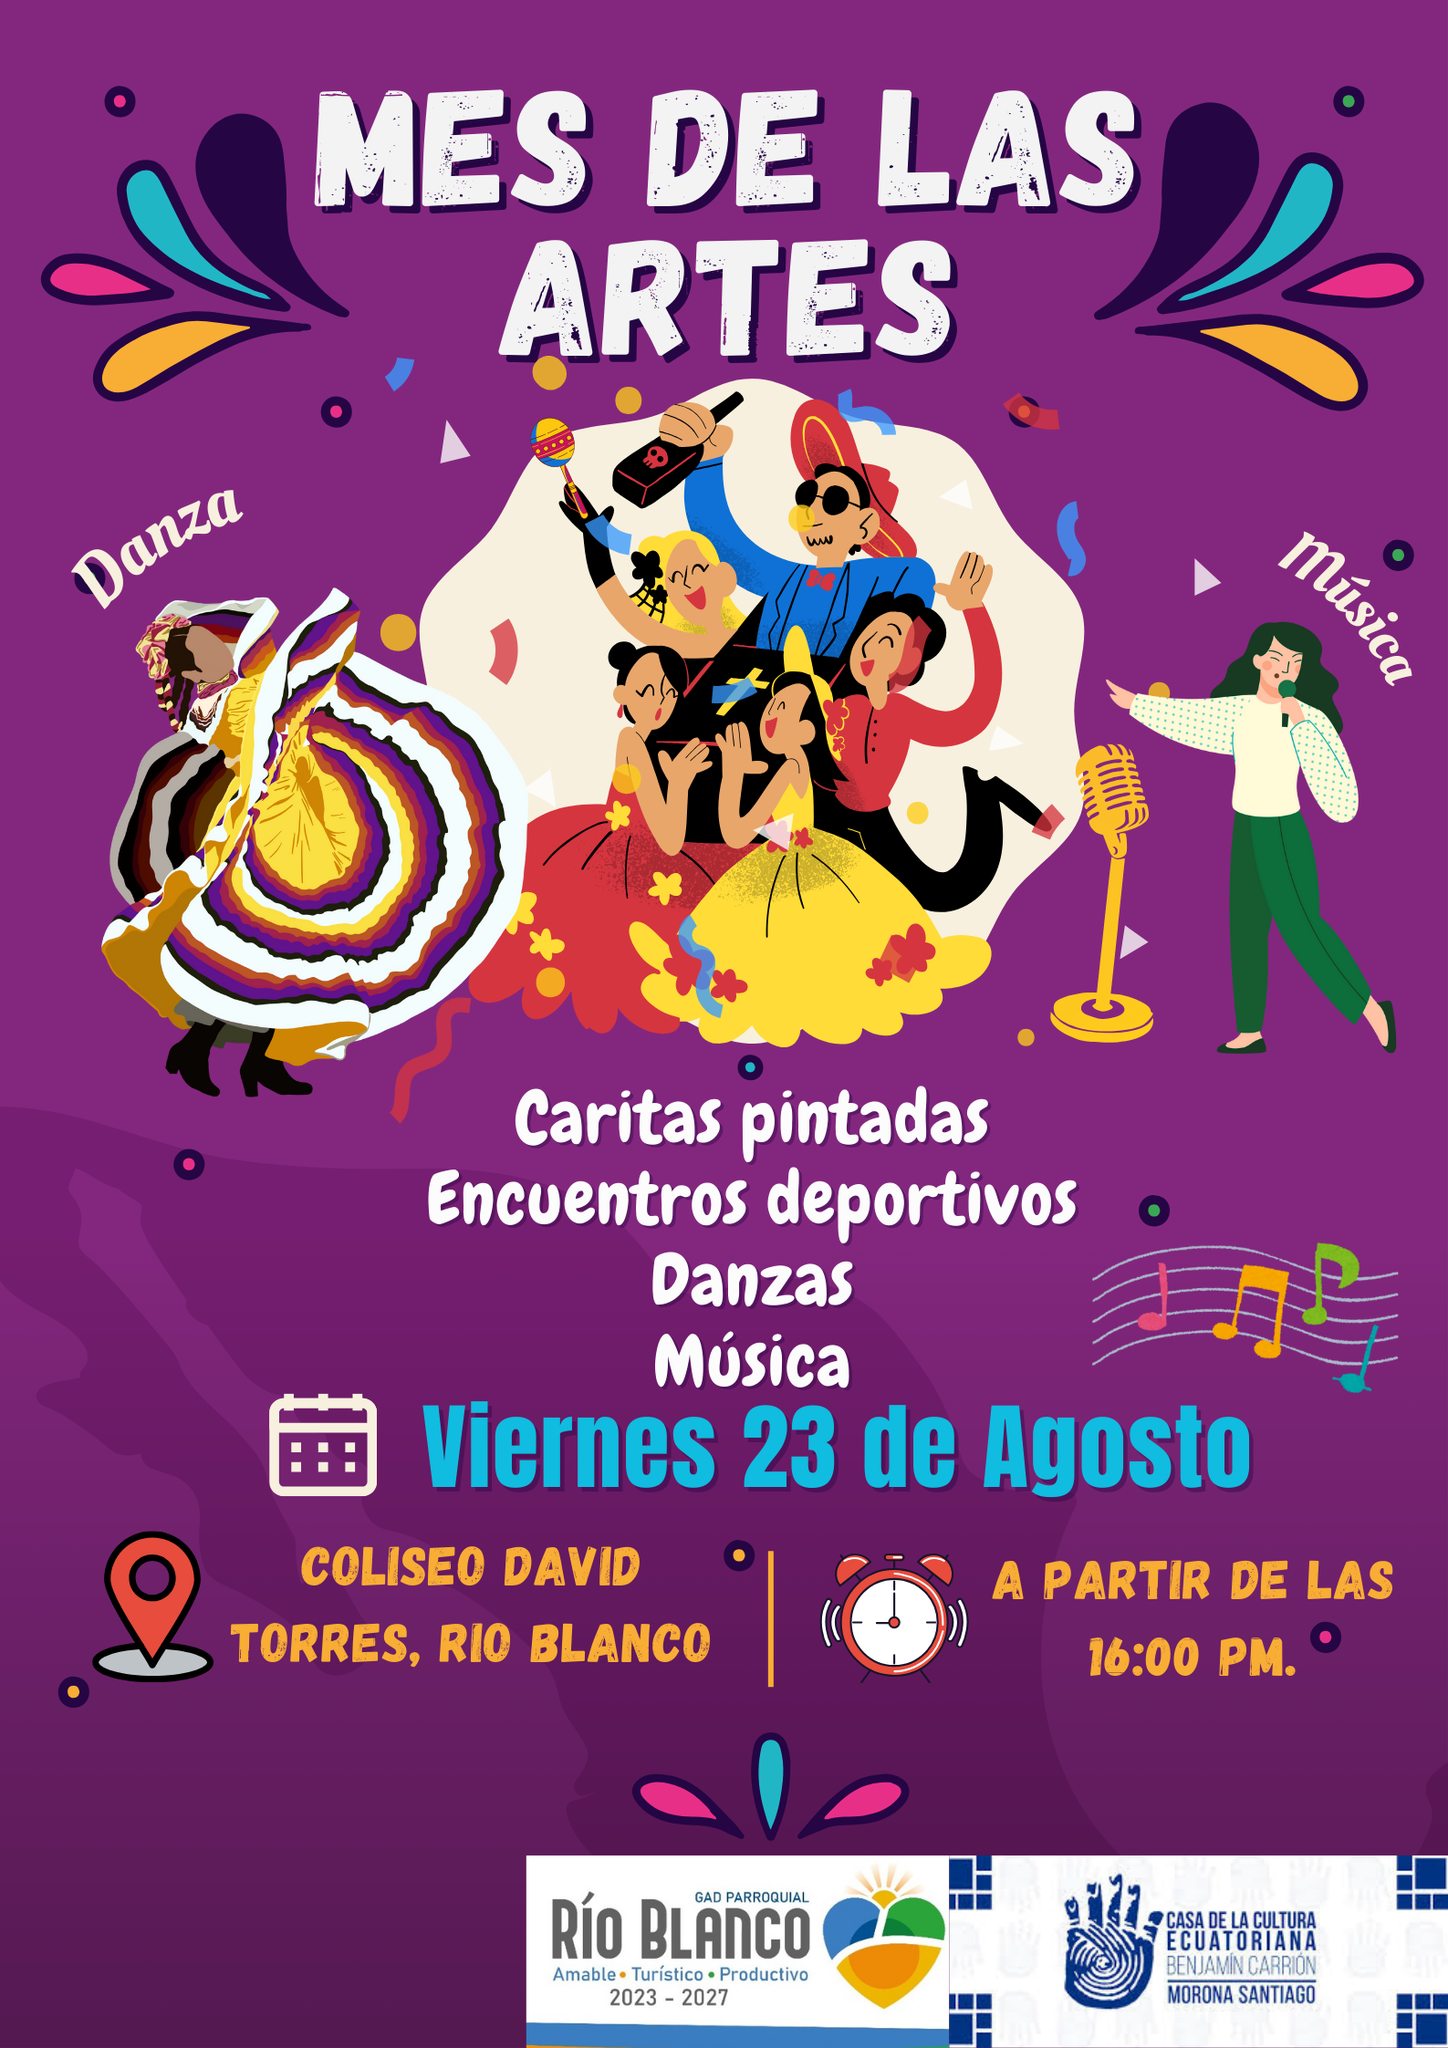 MES DE LAS
ARTES
Danza
Música
Caritas pintadas
Encuentros deportivos
Danzas
Música
Viernes 23 de Agosto
COLISEO DAVID
TORRES, RIO BLANCO
A PARTIR DE LAS
16:00 PM.
GAD PARROQUIAL
RÍO BLANCO
Amable • Turístico • Productivo
2023 - 2027
CASA DE LA CULTURA
ECUATORIANA
BENJAMÍN CARRIÓN
MORONA SANTIAGO